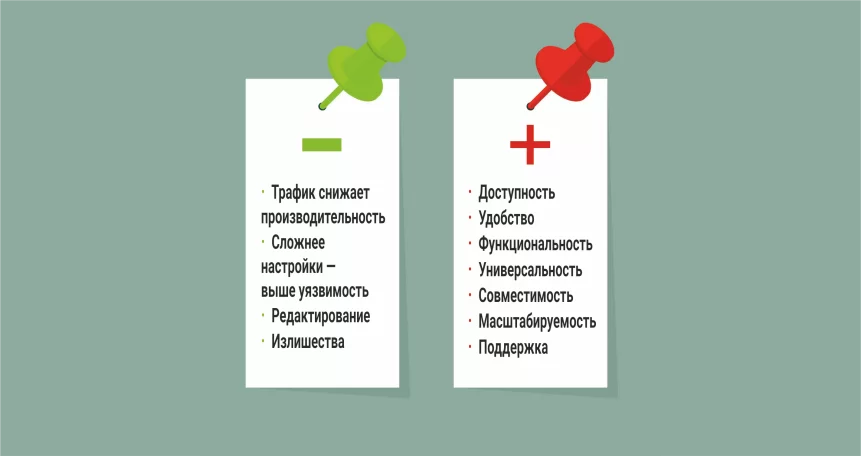 −
· Трафик снижает
производительность
· Сложнее
настройки –
выше уязвимость
· Редактирование
· Излишества
+
· Доступность
· Удобство
· Функциональность
· Универсальность
· Совместимость
· Масштабируемость
· Поддержка